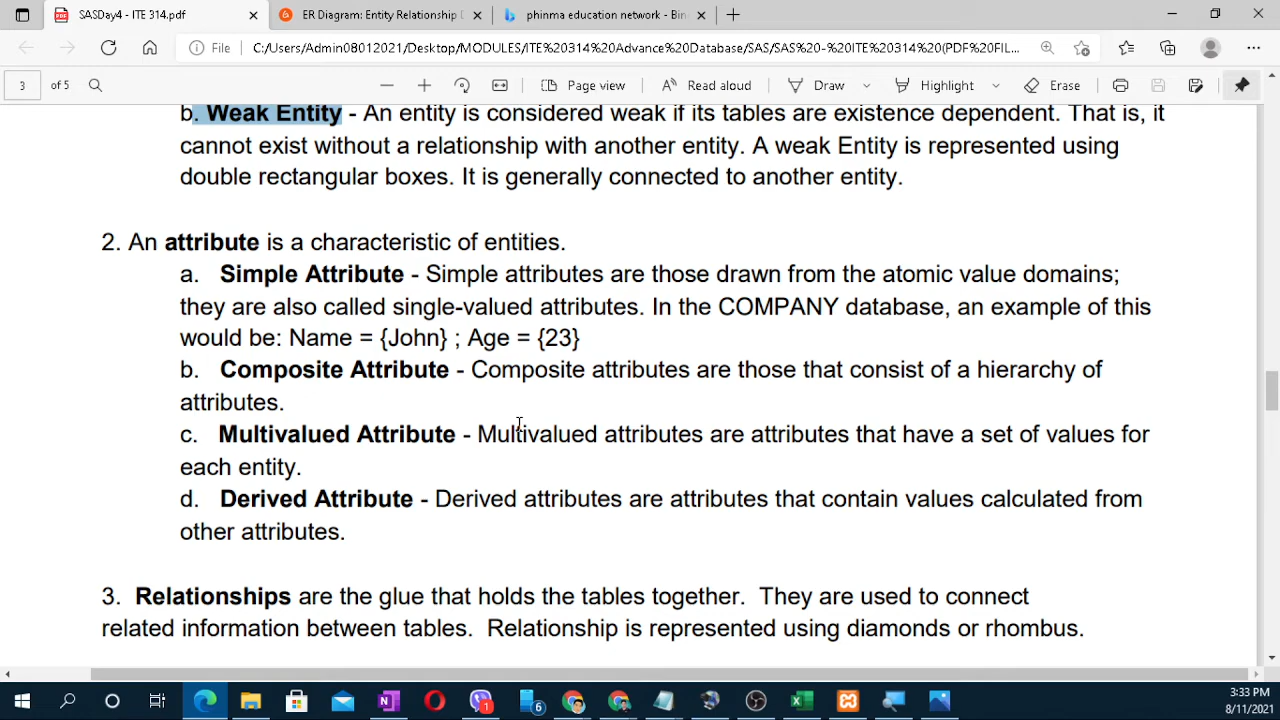 SASDay4 - ITE 314.pdf
ER Diagram: Entity Relationship
phinma education network - Bin
File
C:/Users/Admin08012021/Desktop/MODULES/ITE%20314%20Advance%20Database/SAS/SAS%20-%20ITE%20314%20(PDF%20FIL...
3 of 5
Page view
Read aloud
Draw
Highlight
Erase
b. Weak Entity - An entity is considered weak if its tables are existence dependent. That is, it
cannot exist without a relationship with another entity. A weak Entity is represented using
double rectangular boxes. It is generally connected to another entity.
2. An attribute is a characteristic of entities.
a. Simple Attribute - Simple attributes are those drawn from the atomic value domains;
they are also called single-valued attributes. In the COMPANY database, an example of this
would be: Name = {John} ; Age = {23}
b. Composite Attribute - Composite attributes are those that consist of a hierarchy of
attributes.
c. Multivalued Attribute - Multivalued attributes are attributes that have a set of values for
each entity.
d. Derived Attribute - Derived attributes are attributes that contain values calculated from
other attributes.
3. Relationships are the glue that holds the tables together. They are used to connect
related information between tables. Relationship is represented using diamonds or rhombus.
1
6
3:33 PM
8/11/2021